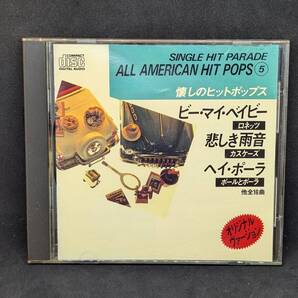 COMPACT
disc
DIGITAL AUDIO
SINGLE HIT PARADE
ALL AMERICAN HIT POPS⑤
懐しのヒットポップス
ビー・マイ・ベイビー
ロネッツ
悲しき雨音
カスケーズ
ヘイ・ポーラ
ポールとポーラ
他全16曲
オリジナル
ヴァージョン